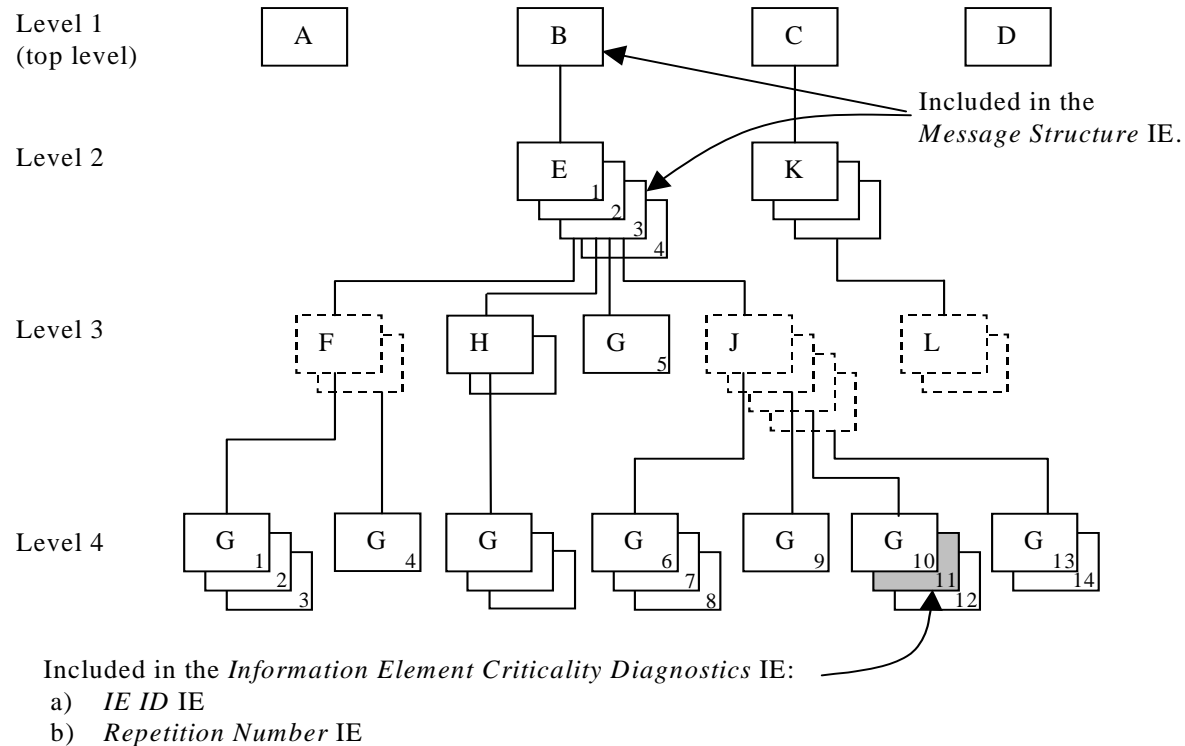 Level 1
(top level)
A
B
C
D
Included in the
Message Structure IE.
Level 2
E
1
2
3
4
K
Level 3
F
H
G
5
J
L
Level 4
G
1
2
3
G
4
G
G
6
7
8
G
9
G
10
11
12
G
13
14
Included in the Information Element Criticality Diagnostics IE:
a) IE ID IE
b) Repetition Number IE